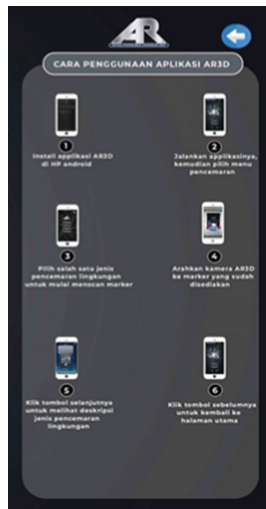 AR
CARA PENGGUNAAN APLIKASI AR3D
1
Install applikasi AR3D
di HP android
2
Jalankan applikasinya,
kemudian pilih menu
pencemaran
3
Pilih salah satu jenis
pencemaran lingkungan
untuk mulai menscan marker
4
Arahkan kamera AR3D
ke marker yang sudah
disediakan
5
Klik tombol selanjutnya
untuk melihat deskripsi
jenis pencemaran
lingkungan
6
Klik tombol sebelumnya
untuk kembali ke
halaman utama